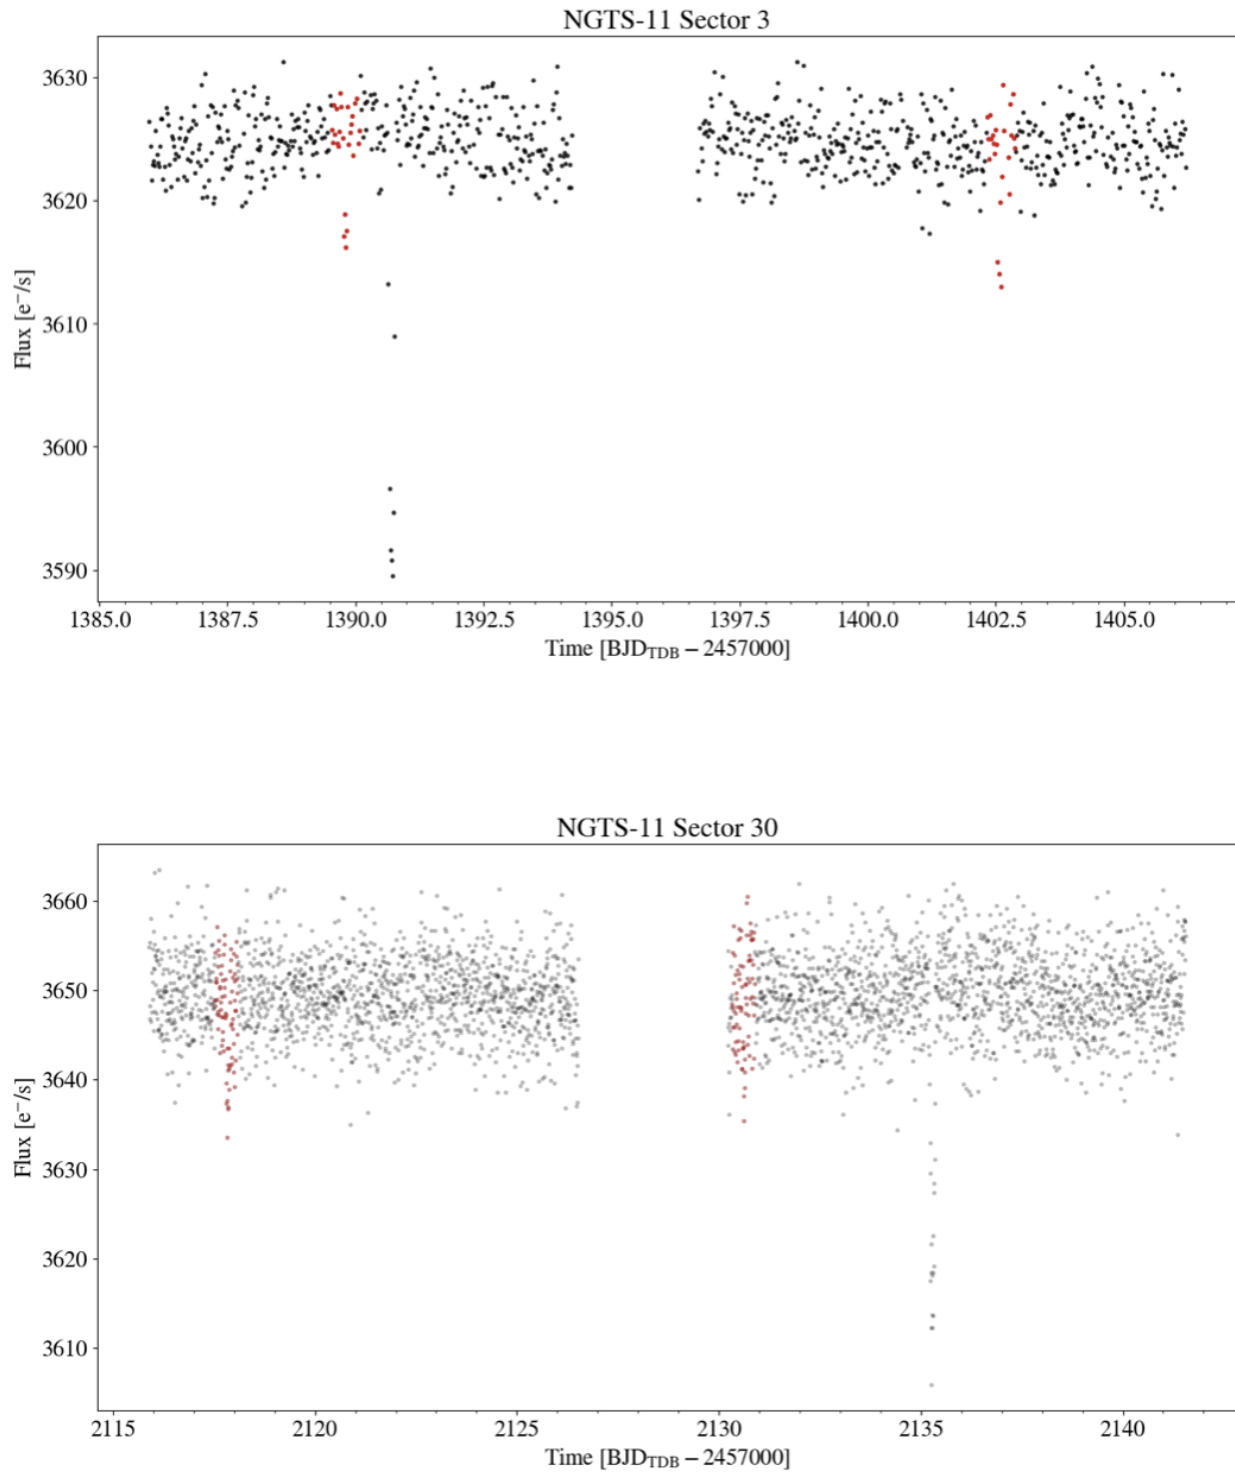 NGTS-11 Sector 3
3630
3620
3610
3600
3590
Flux [e⁻/s]
1385.0 1387.5 1390.0 1392.5 1395.0 1397.5 1400.0 1402.5 1405.0
Time [BJD_TDB − 2457000]
NGTS-11 Sector 30
3660
3650
3640
3630
3620
3610
Flux [e⁻/s]
2115 2120 2125 2130 2135 2140
Time [BJD_TDB − 2457000]